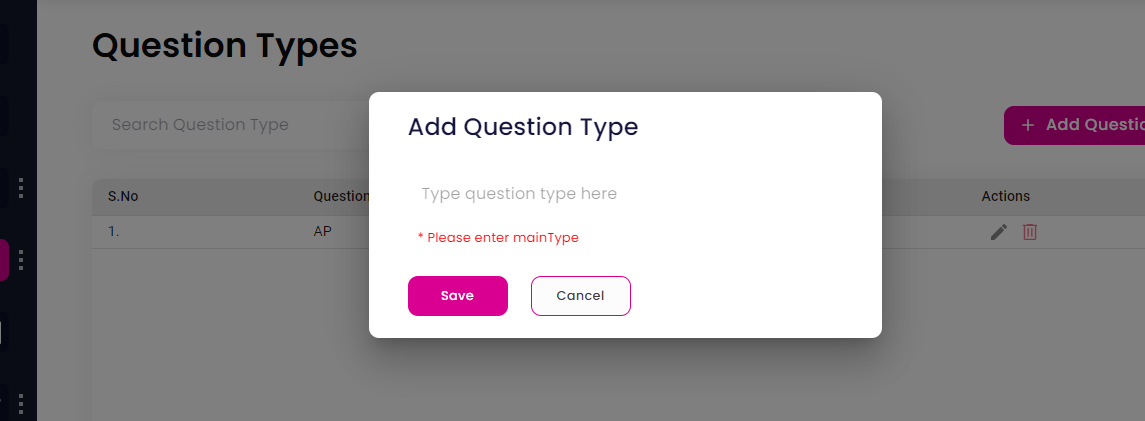 Question Types
Search Question Type
+ Add
S.No
Question
Actions
1.
AP
Add Question Type
Type question type here
* Please enter mainType
Save
Cancel